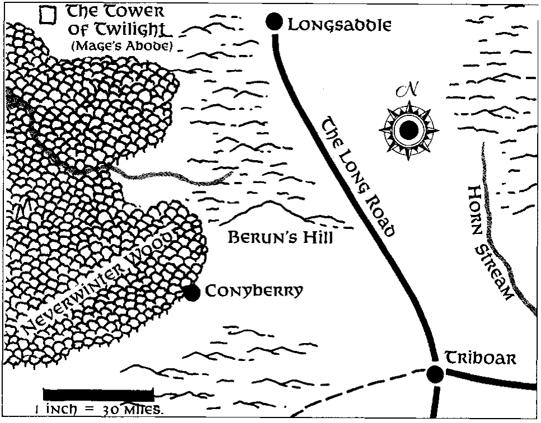 The Tower
of Twilight
(Mage's Abode)
Longsaddle
N
The Long Road
Horn Stream
Berun's Hill
Neverwinter Wood
Conyberry
Triboar
1 inch = 30 miles.